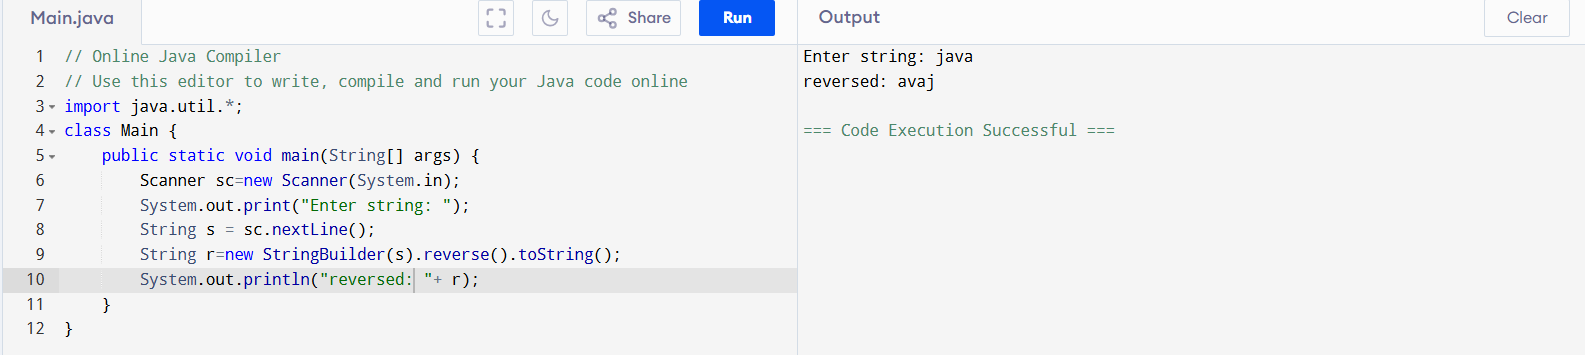 Main.java
Share
Run
Output
Clear
1 // Online Java Compiler
2 // Use this editor to write, compile and run your Java code online
3 import java.util.*;
4 class Main {
5     public static void main(String[] args) {
6         Scanner sc=new Scanner(System.in);
7         System.out.print("Enter string: ");
8         String s = sc.nextLine();
9         String r=new StringBuilder(s).reverse().toString();
10         System.out.println("reversed: "+ r);
11     }
12 }
Enter string: java
reversed: avaj
=== Code Execution Successful ===